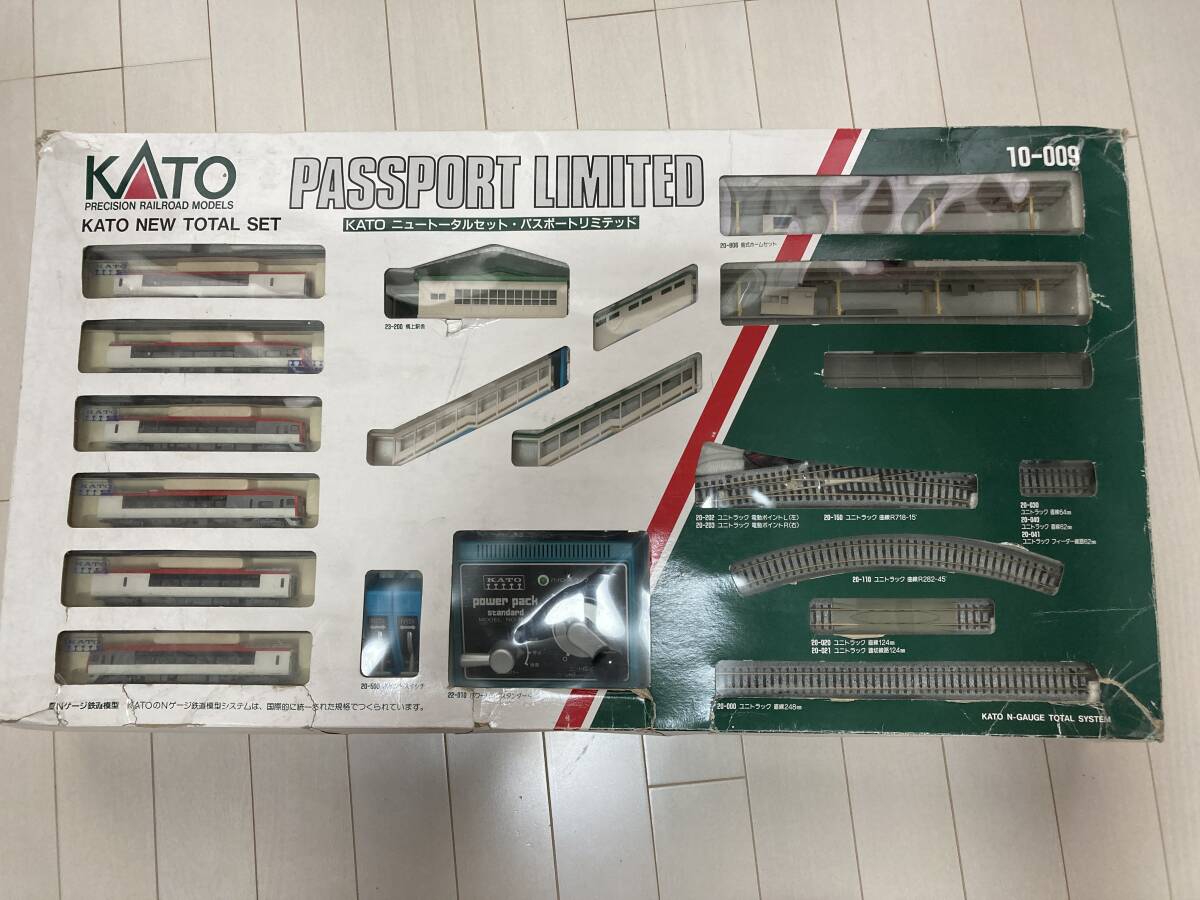 KATO
PRECISION RAILROAD MODELS
KATO NEW TOTAL SET
PASSPORT LIMITED
KATO ニュートータルセット・パスポートリミテッド
10-009
23-200 橋上駅舎
20-202 ユニトラック 電動ポイントL(左)
20-203 ユニトラック 電動ポイントR(右)
20-150 ユニトラック 曲線R718-15°
20-030
ユニトラック 直線64㎜
20-040
ユニトラック 直線62㎜
20-041
ユニトラック フィーダー線路62㎜
20-110 ユニトラック 曲線R282-45°
20-020 ユニトラック 直線124㎜
20-021 ユニトラック 踏切線路124㎜
20-000 ユニトラック 直線248㎜
KATO
power pack
standard
20-500
22-010
Nゲージ鉄道模型 KATOのNゲージ鉄道模型システムは、国際的に統一された規格でつくられています。
KATO N-GAUGE TOTAL SYSTEM